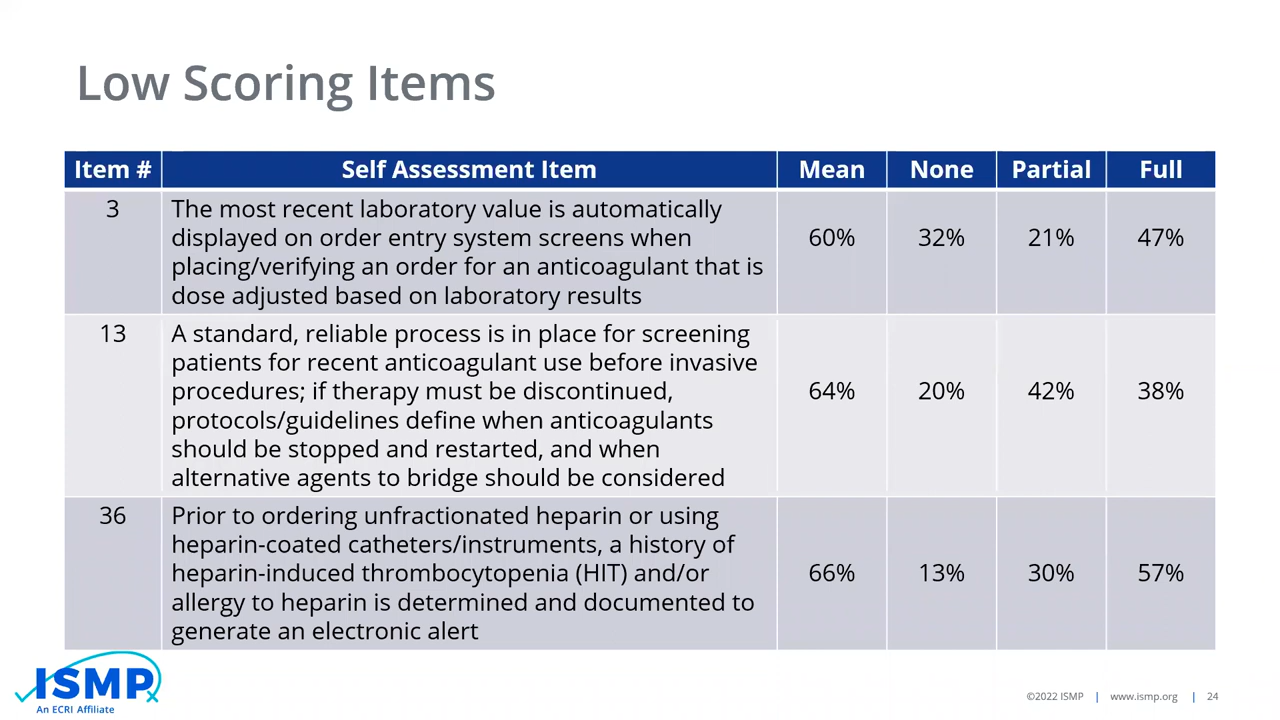 Low Scoring Items
Item # Self Assessment Item Mean None Partial Full
3 The most recent laboratory value is automatically
displayed on order entry system screens when
placing/verifying an order for an anticoagulant that is
dose adjusted based on laboratory results
60% 32% 21% 47%
13 A standard, reliable process is in place for screening
patients for recent anticoagulant use before invasive
procedures; if therapy must be discontinued,
protocols/guidelines define when anticoagulants
should be stopped and restarted, and when
alternative agents to bridge should be considered
64% 20% 42% 38%
36 Prior to ordering unfractionated heparin or using
heparin-coated catheters/instruments, a history of
heparin-induced thrombocytopenia (HIT) and/or
allergy to heparin is determined and documented to
generate an electronic alert
66% 13% 30% 57%
ISMP
An ECRI Affiliate
©2022 ISMP | www.ismp.org | 24